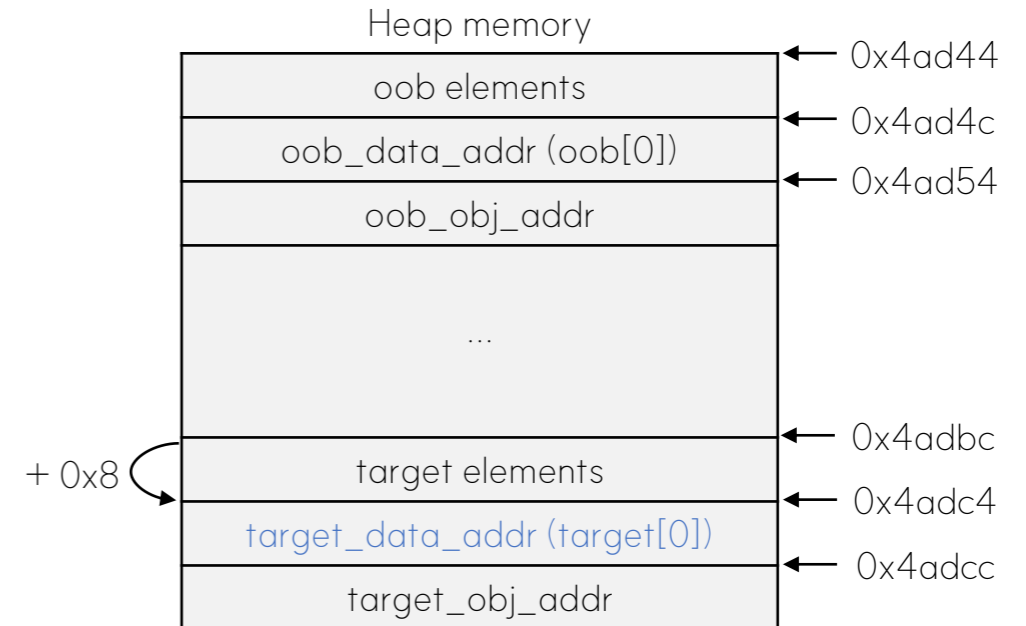 Heap memory
0x4ad44
oob elements
0x4ad4c
oob_data_addr (oob[0])
0x4ad54
oob_obj_addr
...
0x4adbc
+ 0x8
target elements
0x4adc4
target_data_addr (target[0])
0x4adcc
target_obj_addr